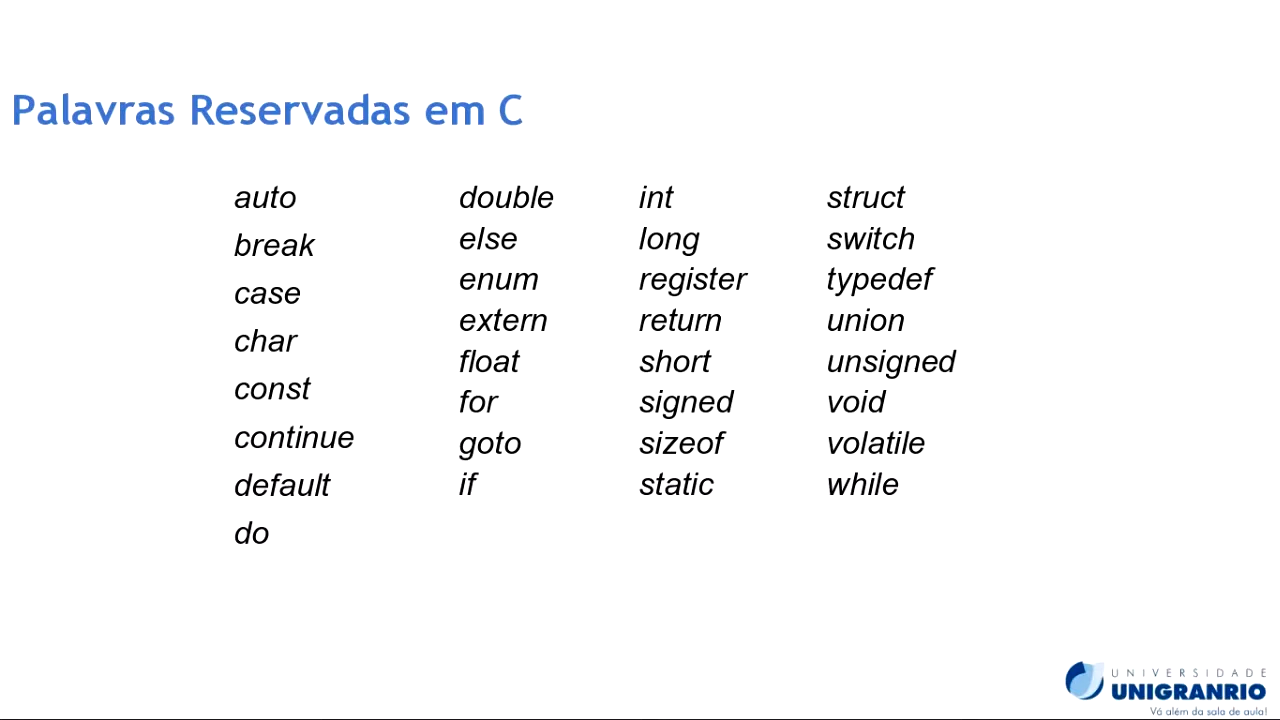 Palavras Reservadas em C
auto
break
case
char
const
continue
default
do
double
else
enum
extern
float
for
goto
if
int
long
register
return
short
signed
sizeof
static
struct
switch
typedef
union
unsigned
void
volatile
while
UNIVERSIDADE
UNIGRANRIO
Vá além da sala de aula!